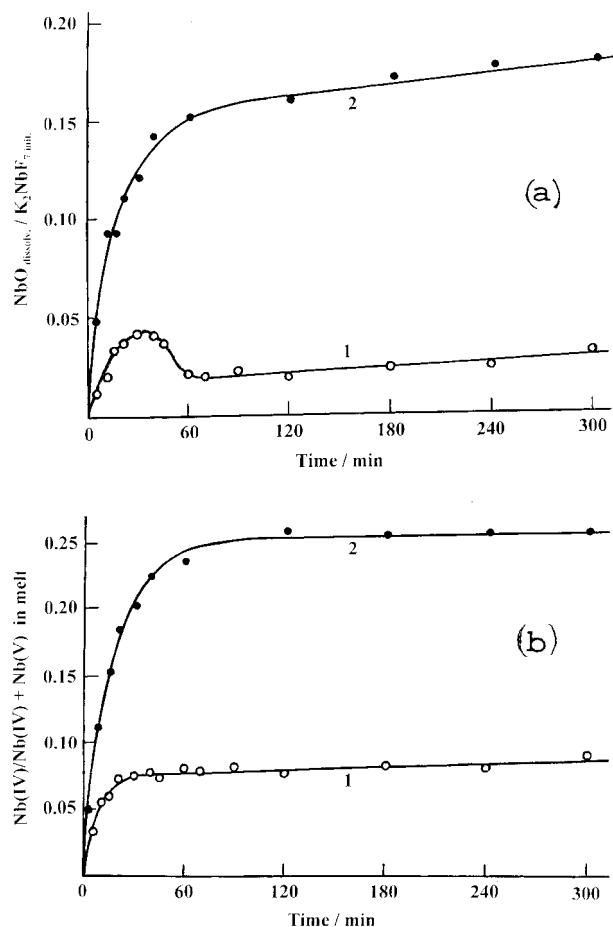 0.20
0.15
0.10
0.05
NbO dissolv. / K2NbF7 init.
2
(a)
1
0 60 120 180 240 300
Time / min
0.25
0.20
0.15
0.10
0.05
Nb(IV)/Nb(IV) + Nb(V) in melt
2
(b)
1
0 60 120 180 240 300
Time / min